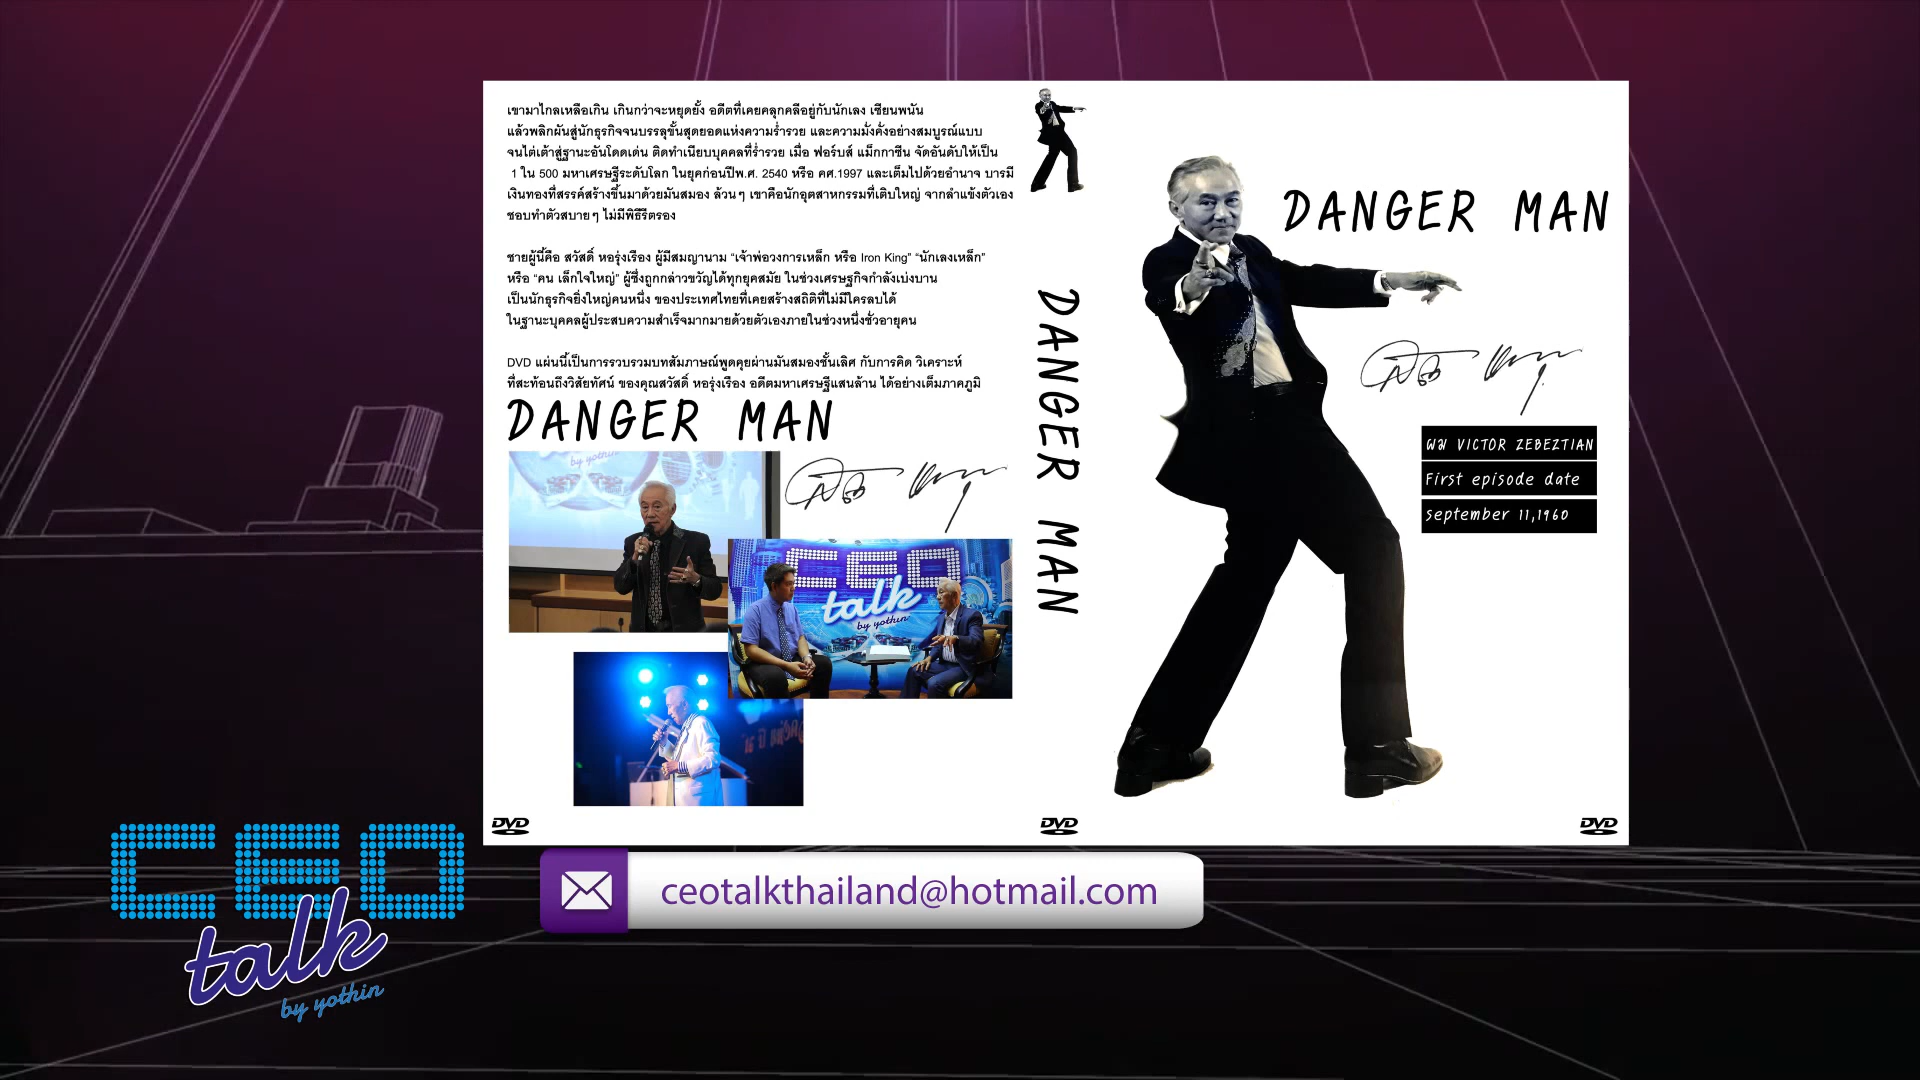 เขามาไกลเหลือเกิน เกินกว่าจะหยุดยั้ง อดีตที่เคยคลุกคลีอยู่กับนักเลง เซียนพนัน
แล้วพลิกผันสู่นักธุรกิจจนบรรลุขั้นสุดยอดแห่งความร่ำรวย และความมั่งคั่งอย่างสมบูรณ์แบบ
จนไต่เต้าสู่ฐานะอันโดดเด่น ติดทำเนียบบุคคลที่ร่ำรวย เมื่อ ฟอร์บส์ แม็กกาซีน จัดอันดับให้เป็น
1 ใน 500 มหาเศรษฐีระดับโลก ในยุคก่อนปีพ.ศ. 2540 หรือ คศ.1997 และเต็มไปด้วยอำนาจ บารมี
เงินทองที่สรรค์สร้างขึ้นมาด้วยมันสมอง ล้วนๆ เขาคือนักอุตสาหกรรมที่เติบใหญ่ จากลำแข้งตัวเอง
ชอบทำตัวสบายๆ ไม่มีพิธีรีตรอง
ชายผู้นี้คือ สวัสดิ์ หอรุ่งเรือง ผู้มีสมญานาม “เจ้าพ่อวงการเหล็ก หรือ Iron King” “นักเลงเหล็ก”
หรือ “คน เล็กใจใหญ่” ผู้ซึ่งถูกกล่าวขวัญได้ทุกยุคสมัย ในช่วงเศรษฐกิจกำลังเบ่งบาน
เป็นนักธุรกิจยิ่งใหญ่คนหนึ่ง ของประเทศไทยที่เคยสร้างสถิติที่ไม่มีใครลบได้
ในฐานะบุคคลผู้ประสบความสำเร็จมากมายด้วยตัวเองภายในช่วงหนึ่งชั่วอายุคน
DVD แผ่นนี้เป็นการรวบรวมบทสัมภาษณ์พูดคุยผ่านมันสมองชั้นเลิศ กับการคิด วิเคราะห์
ที่สะท้อนถึงวิสัยทัศน์ ของคุณสวัสดิ์ หอรุ่งเรือง อดีตมหาเศรษฐีแสนล้าน ได้อย่างเต็มภาคภูมิ
DANGER MAN
by yothin
CEO
talk
by yothin
DVD
DANGER MAN
DVD
DANGER MAN
ผม VICTOR ZEBEZTIAN
First episode date
september 11,1960
DVD
CEO
talk
by yothin
ceotalkthailand@hotmail.com